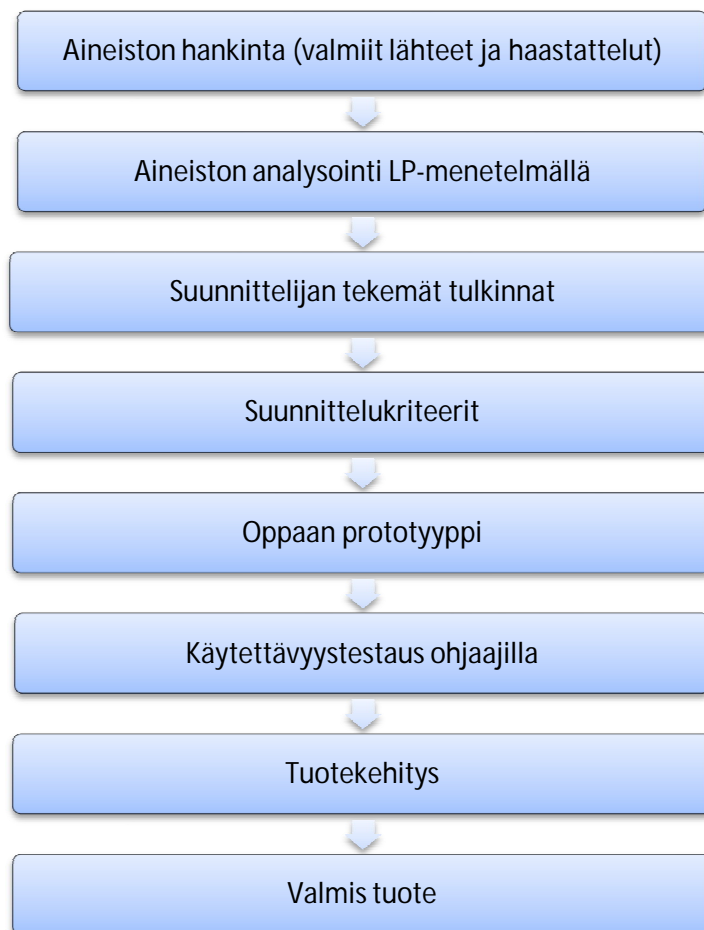 Aineiston hankinta (valmiit lähteet ja haastattelut)
Aineiston analysointi LP-menetelmällä
Suunnittelijan tekemät tulkinnat
Suunnittelukriteerit
Oppaan prototyyppi
Käytettävyystestaus ohjaajilla
Tuotekehitys
Valmis tuote